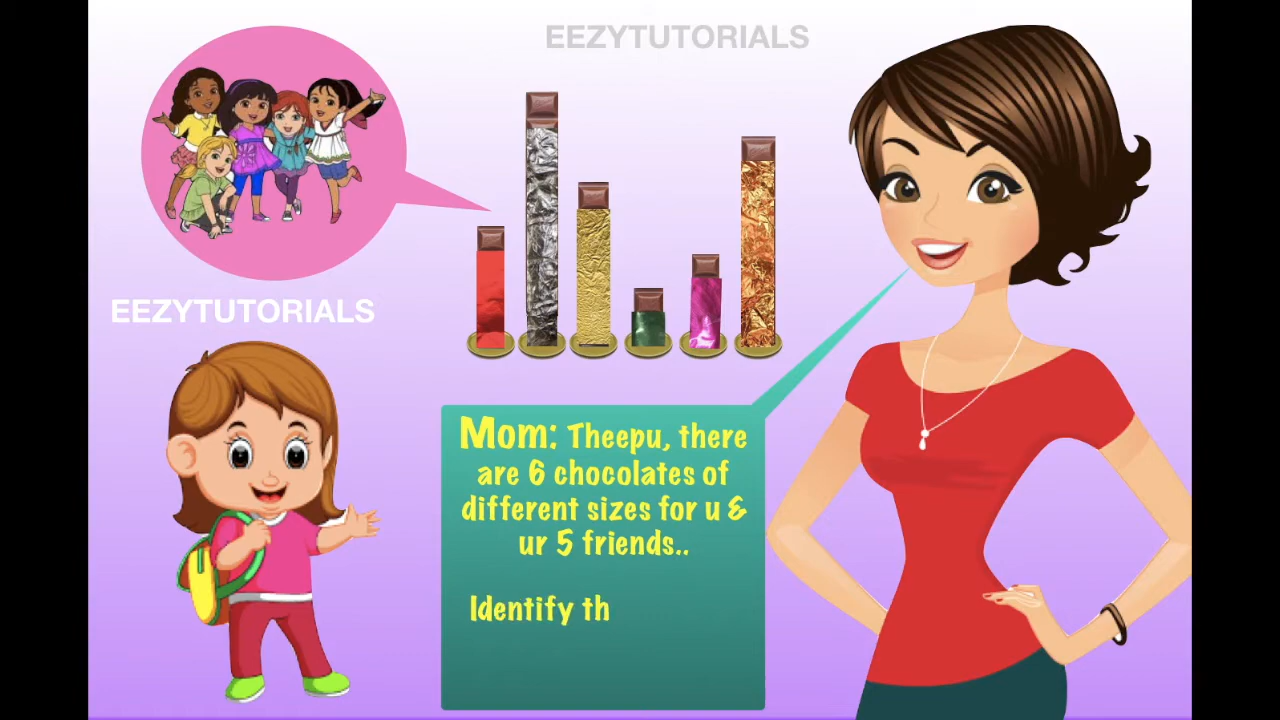 EEZYTUTORIALS
EEZYTUTORIALS
Mom: Theepu, there
are 6 chocolates of
different sizes for u &
ur 5 friends..
Identify th